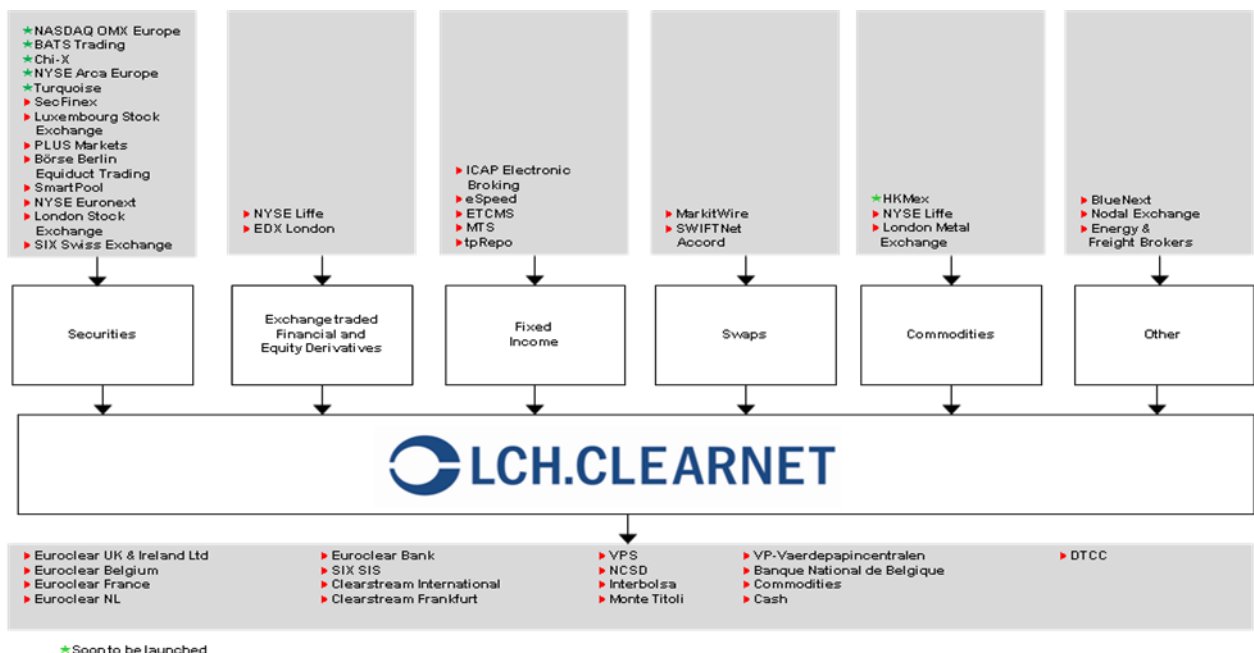 NASDAQ OMX Europe
BATS Trading
Chi-X
NYSE Arca Europe
Turquoise
SecFinex
Luxembourg Stock
Exchange
PLUS Markets
Börse Berlin
Equiduct Trading
SmartPool
NYSE Euronext
London Stock
Exchange
SIX Swiss Exchange
NYSE Liffe
EDX London
ICAP Electronic
Broking
eSpeed
ETCMS
MTS
tpRepo
MarkitWire
SWIFTNet
Accord
HKMex
NYSE Liffe
London Metal
Exchange
BlueNext
Nodal Exchange
Energy &
Freight Brokers
Securities
Exchange traded
Financial and
Equity Derivatives
Fixed
Income
Swaps
Commodities
Other
LCH.CLEARNET
Euroclear UK & Ireland Ltd
Euroclear Belgium
Euroclear France
Euroclear NL
Euroclear Bank
SIX SIS
Clearstream International
Clearstream Frankfurt
VPS
NCSD
Interbolsa
Monte Titoli
VP-Vaerdepapincentralen
Banque National de Belgique
Commodities
Cash
DTCC
Soon to be launched